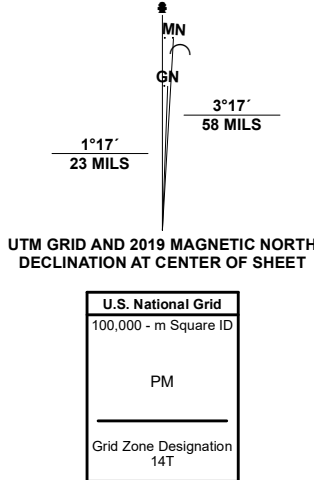 MN
GN
3°17´
58 MILS
1°17´
23 MILS
UTM GRID AND 2019 MAGNETIC NORTH
DECLINATION AT CENTER OF SHEET
U.S. National Grid
100,000 - m Square ID
PM
Grid Zone Designation
14T